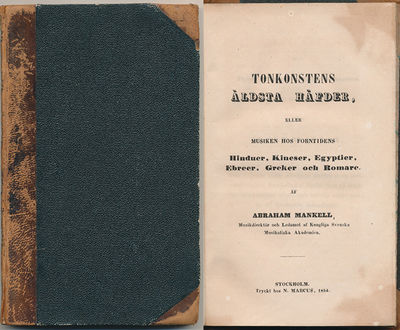 TONKONSTENS
ÄLDSTA HÄFDER,
ELLER
MUSIKEN HOS FORNTIDENS
Hinduer, Kineser, Egyptier,
Ebreer, Greker och Romare.
AF
ABRAHAM MANKELL,
Musikdirektör och Ledamot af Kongliga Svenska
Musikaliska Akademien.
STOCKHOLM.
Tryckt hos N. MARCUS,